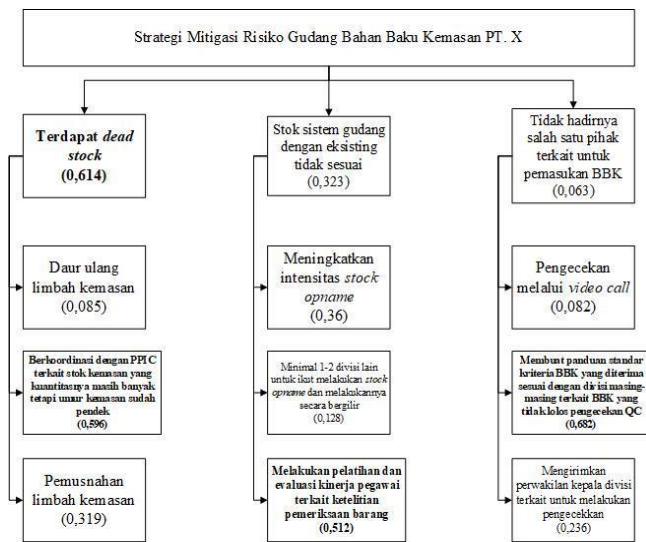 Strategi Mitigasi Risiko Gudang Bahan Baku Kemasan PT. X
Terdapat dead
stock
(0,614)
Stok sistem gudang
dengan eksisting
tidak sesuai
(0,323)
Tidak hadirnya
salah satu pihak
terkait untuk
pemasukan BBK
(0,063)
Daur ulang
limbah kemasan
(0,085)
Meningkatkan
intensitas stock
opname
(0,36)
Pengecekan
melalui video call
(0,082)
Berkoordinasi dengan PPIC
terkait stok kemasan yang
kuantitasnya masih banyak
tetapi umur kemasan sudah
pendek
(0,596)
Minimal 1-2 divisi lain
untuk ikut melakukan stock
opname dan melakukannya
secara bergilir
(0,128)
Membuat panduan standar
kriteria BBK yang diterima
sesuai dengan divisi masing-
masing terkait BBK yang
tidak lolos pengecekan QC
(0,682)
Pemusnahan
limbah kemasan
(0,319)
Melakukan pelatihan dan
evaluasi kinerja pegawai
terkait ketelitian
pemeriksaan barang
(0,512)
Mengirimkan
perwakilan kepala divisi
terkait untuk melakukan
pengecekkan
(0,236)